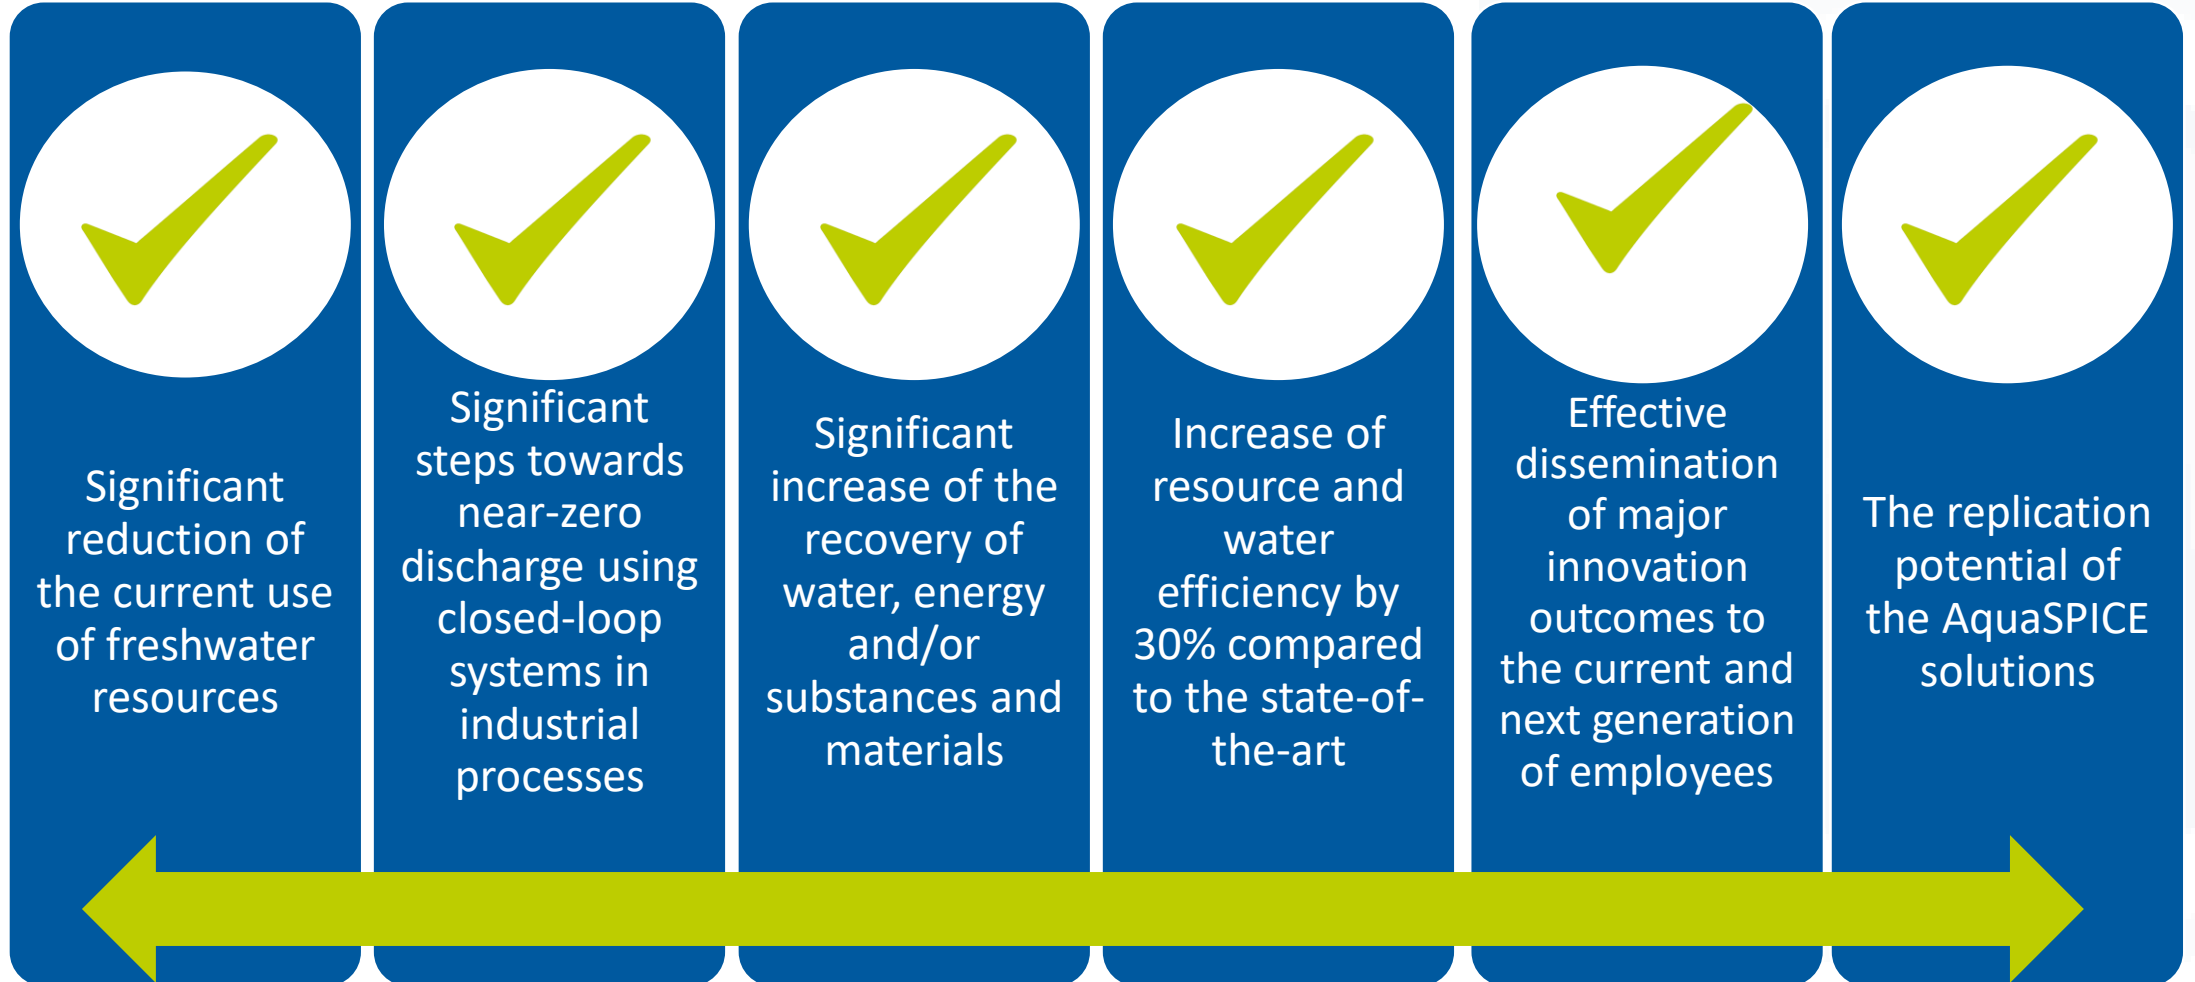 Significant
reduction of
the current use
of freshwater
resources
Significant
steps towards
near-zero
discharge using
closed-loop
systems in
industrial
processes
Significant
increase of the
recovery of
water, energy
and/or
substances and
materials
Increase of
resource and
water
efficiency by
30% compared
to the state-of-
the-art
Effective
dissemination
of major
innovation
outcomes to
the current and
next generation
of employees
The replication
potential of
the AquaSPICE
solutions